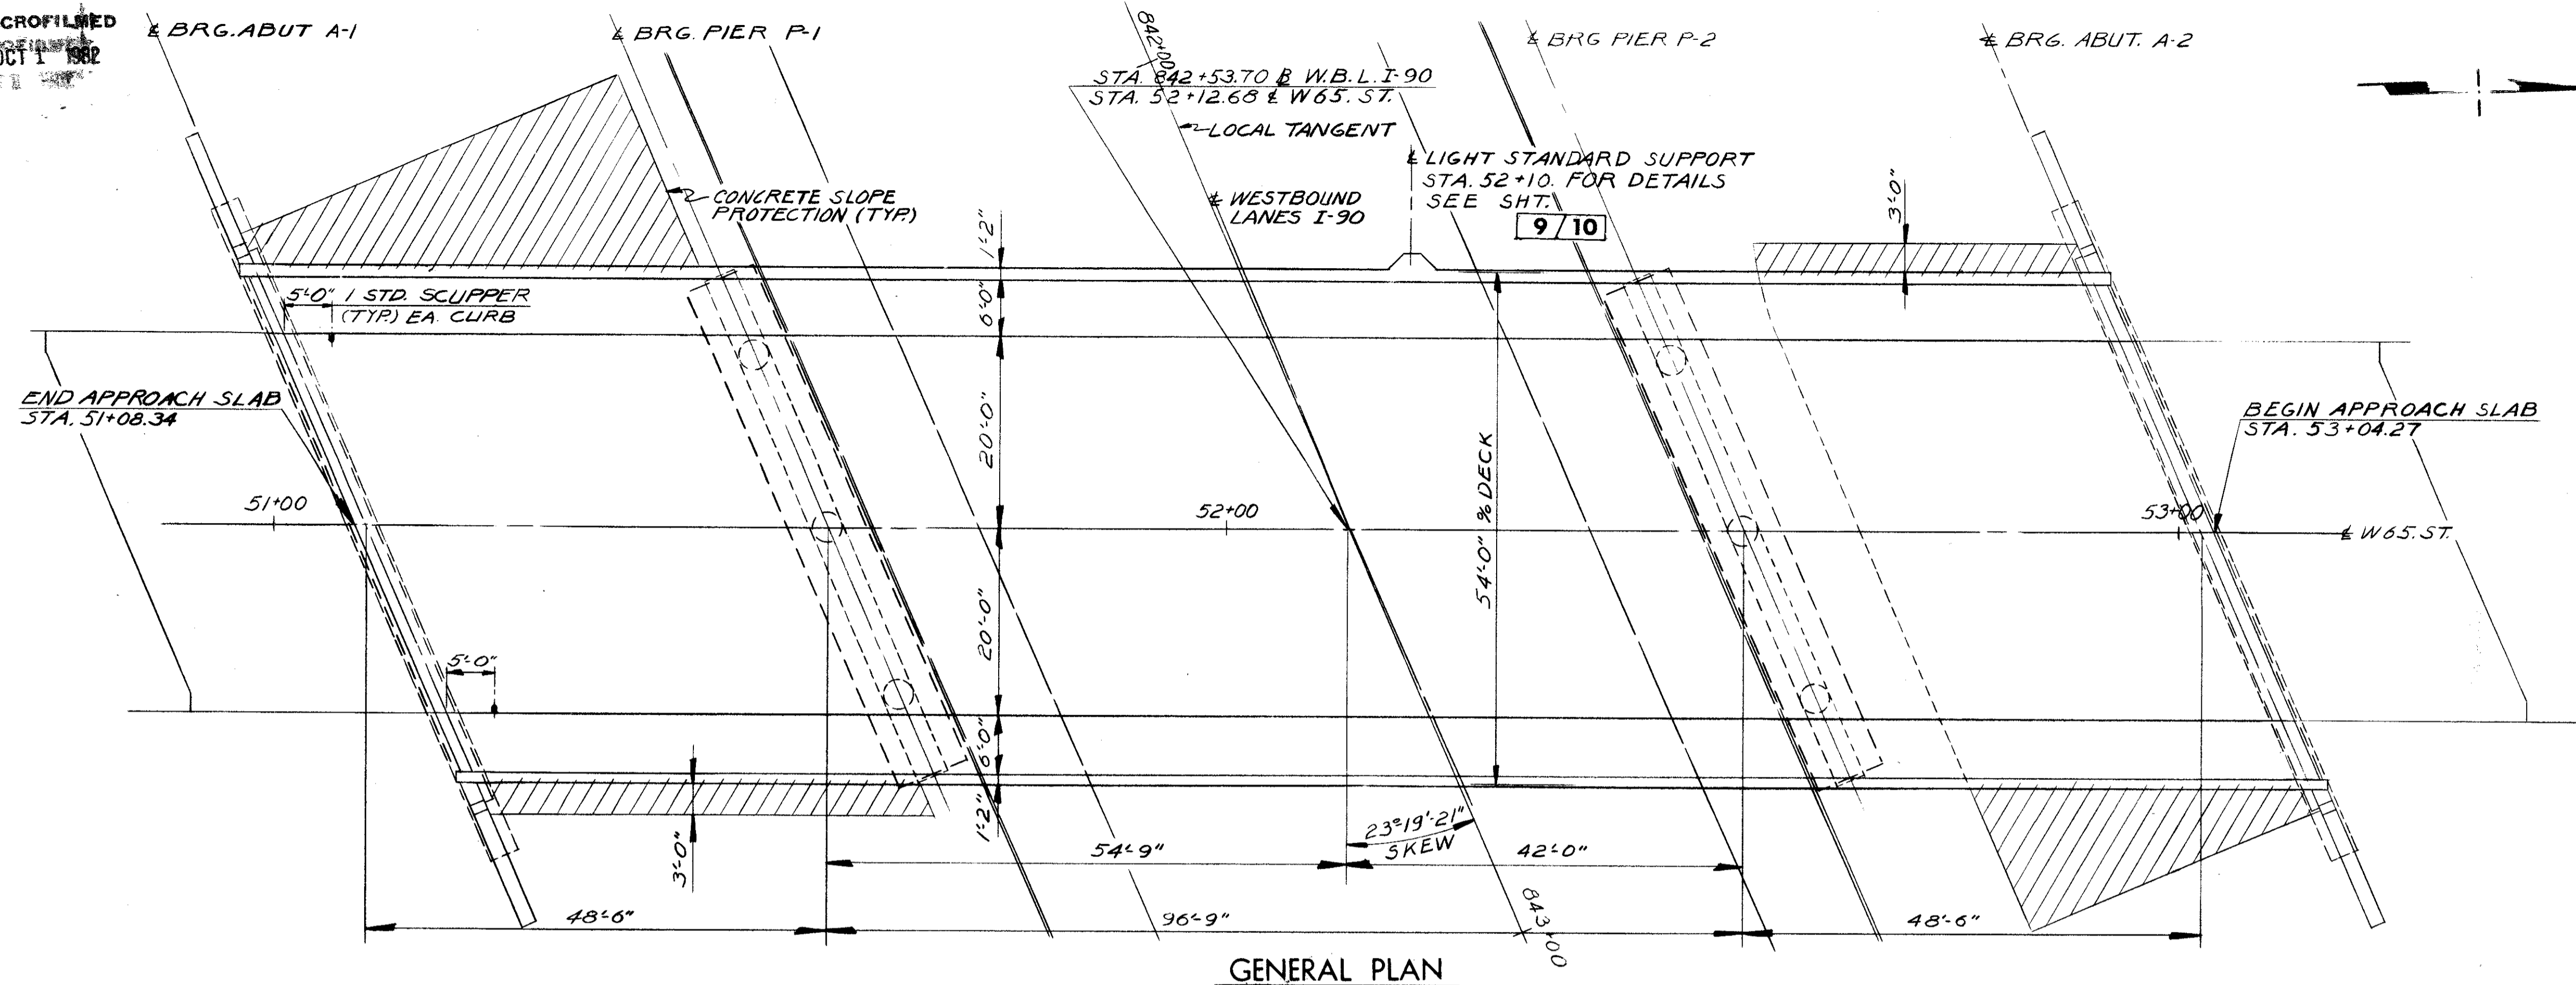 CROFILMED
OCT 1 1982
℄ BRG. ABUT A-1
℄ BRG. PIER P-1
842+00
℄ BRG PIER P-2
℄ BRG. ABUT. A-2
STA. 842+53.70 B W.B.L. I-90
STA. 52+12.68 ℄ W65. ST.
LOCAL TANGENT
℄ LIGHT STANDARD SUPPORT
STA. 52+10. FOR DETAILS
SEE SHT.
9/10
CONCRETE SLOPE
PROTECTION (TYP.)
℄ WESTBOUND
LANES I-90
1'-2"
3'-0"
5'-0" 1 STD. SCUPPER
(TYP.) EA. CURB
6'-0"
END APPROACH SLAB
STA. 51+08.34
20'-0"
54'-0" % DECK
BEGIN APPROACH SLAB
STA. 53+04.27
51+00
52+00
53+00
℄ W65. ST.
20'-0"
5'-0"
6'-0"
1'-2"
3'-0"
54'-9"
23°-19'-21"
SKEW
42'-0"
48'-6"
96'-9"
843+00
48'-6"
GENERAL PLAN